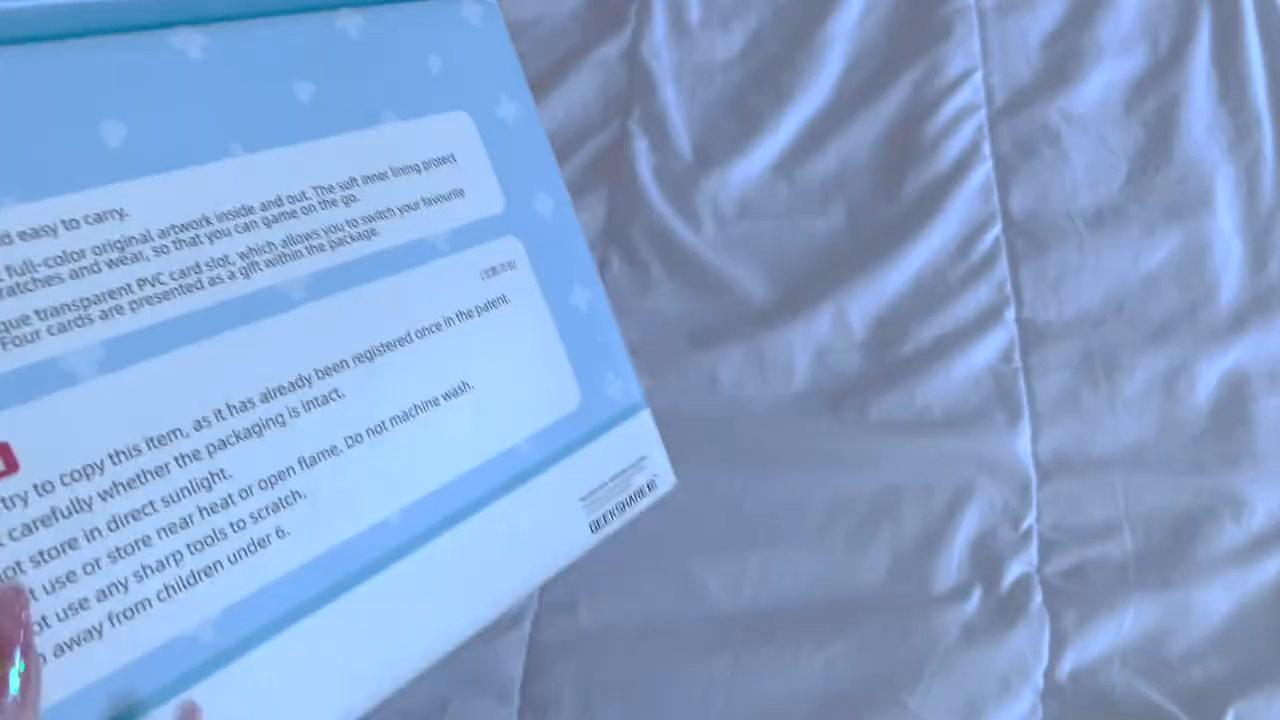 d easy to carry.
full-color original artwork inside and out. The soft inner lining protect
ratches and wear, so that you can game on the go.
que transparent PVC card slot, which allows you to switch your favourite
Four cards are presented as a gift within the package.
try to copy this item, as it has already been registered once in the patent.
carefully whether the packaging is intact.
ot store in direct sunlight.
t use or store near heat or open flame. Do not machine wash.
ot use any sharp tools to scratch.
away from children under 6.
GEEKSHARE